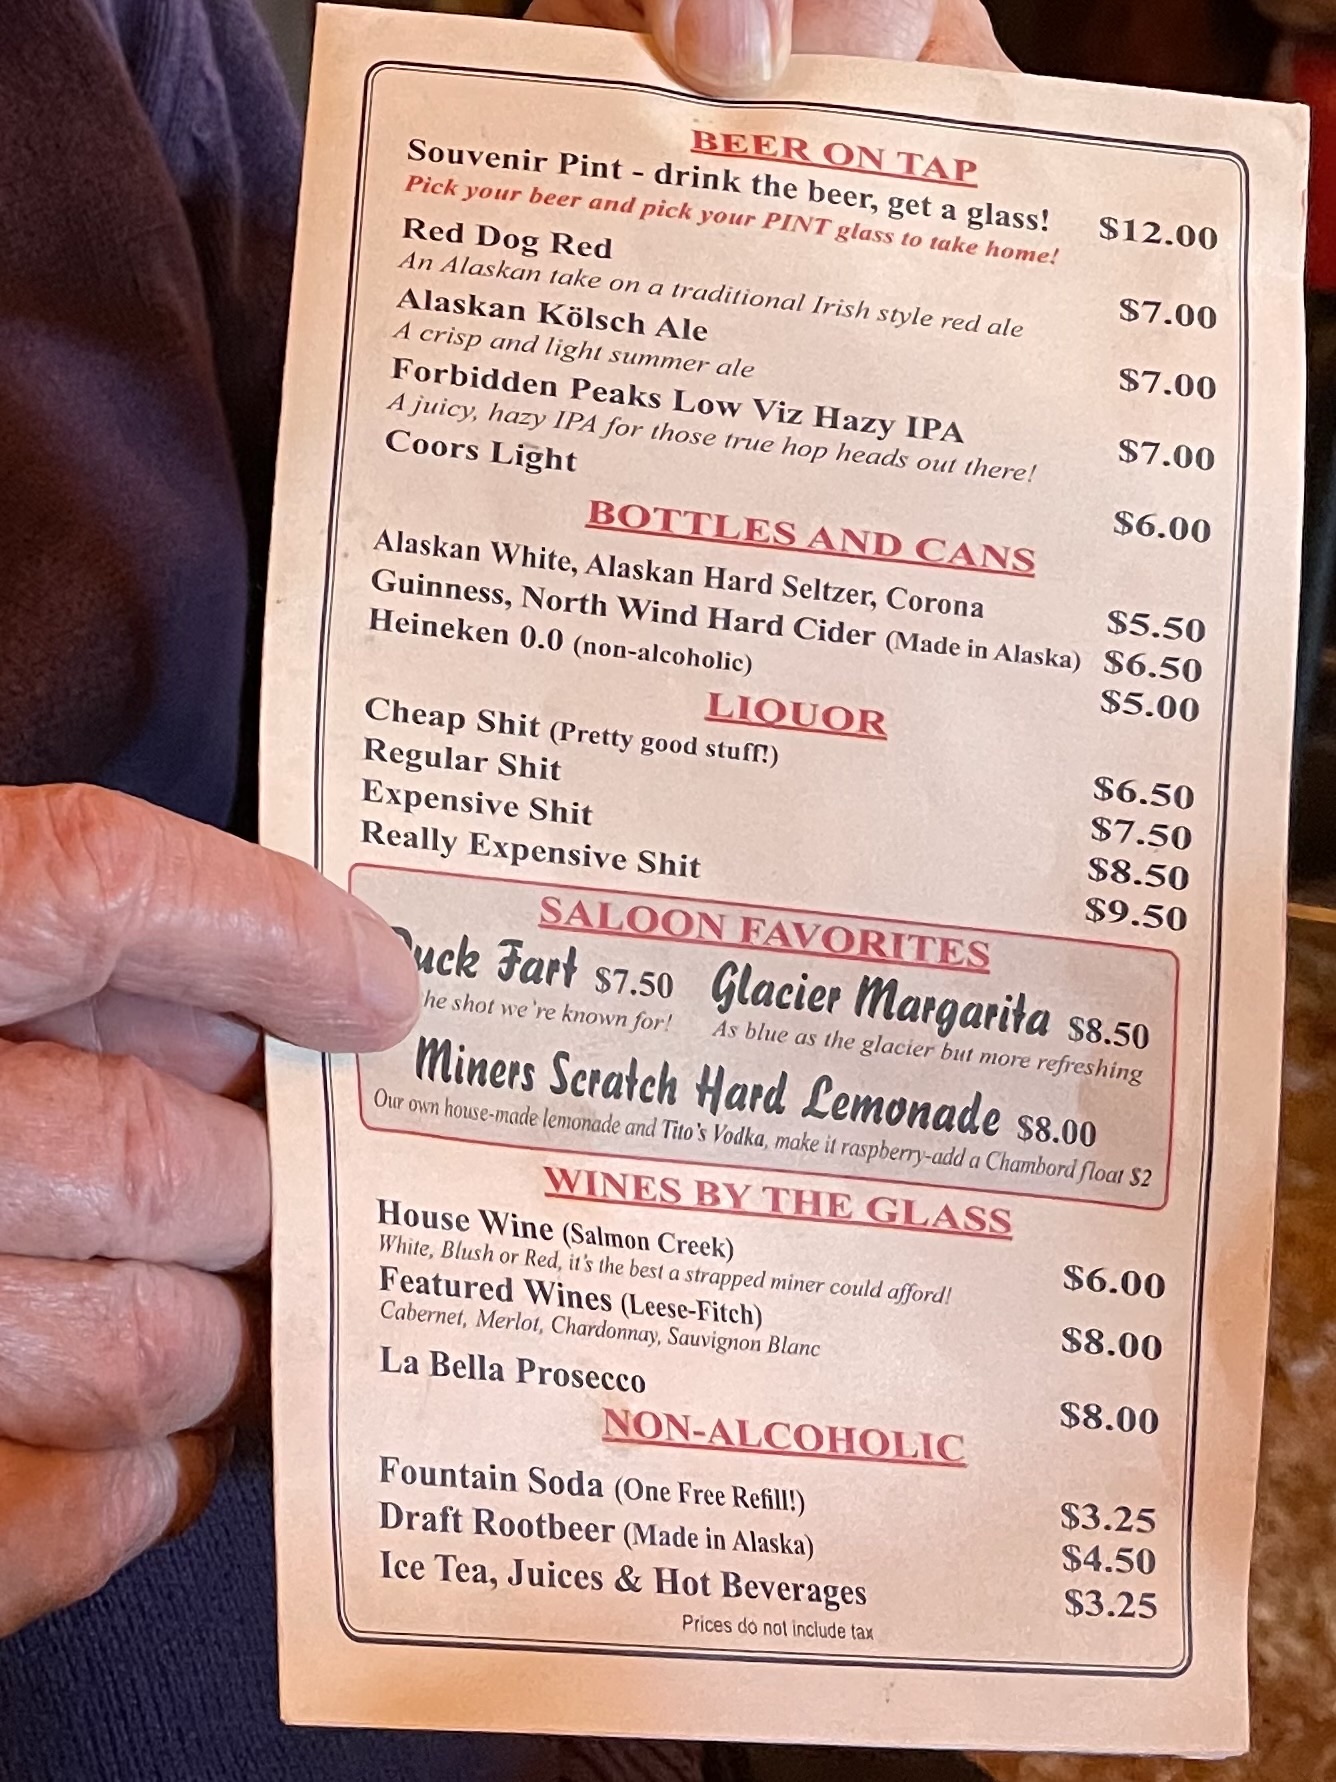 BEER ON TAP
Souvenir Pint - drink the beer, get a glass! $12.00
Pick your beer and pick your PINT glass to take home!
Red Dog Red $7.00
An Alaskan take on a traditional Irish style red ale
Alaskan Kölsch Ale $7.00
A crisp and light summer ale
Forbidden Peaks Low Viz Hazy IPA $7.00
A juicy, hazy IPA for those true hop heads out there!
Coors Light $6.00
BOTTLES AND CANS
Alaskan White, Alaskan Hard Seltzer, Corona $5.50
Guinness, North Wind Hard Cider (Made in Alaska) $6.50
Heineken 0.0 (non-alcoholic) $5.00
LIQUOR
Cheap Shit (Pretty good stuff!) $6.50
Regular Shit $7.50
Expensive Shit $8.50
Really Expensive Shit $9.50
SALOON FAVORITES
Duck Fart $7.50 Glacier Margarita $8.50
he shot we're known for! As blue as the glacier but more refreshing
Miners Scratch Hard Lemonade $8.00
Our own house-made lemonade and Tito's Vodka, make it raspberry-add a Chambord float $2
WINES BY THE GLASS
House Wine (Salmon Creek) $6.00
White, Blush or Red, it's the best a strapped miner could afford!
Featured Wines (Leese-Fitch) $8.00
Cabernet, Merlot, Chardonnay, Sauvignon Blanc
La Bella Prosecco $8.00
NON-ALCOHOLIC
Fountain Soda (One Free Refill!) $3.25
Draft Rootbeer (Made in Alaska) $4.50
Ice Tea, Juices & Hot Beverages $3.25
Prices do not include tax